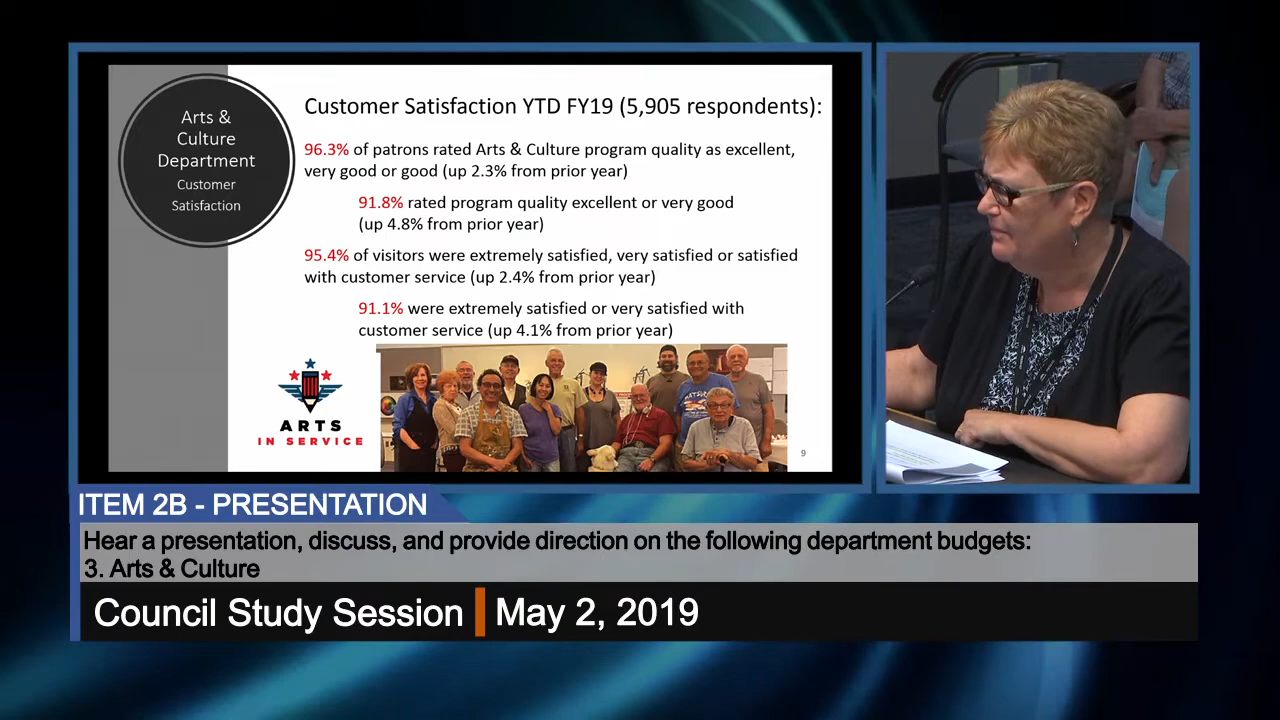 Arts &
Culture
Department
Customer
Satisfaction
Customer Satisfaction YTD FY19 (5,905 respondents):
96.3% of patrons rated Arts & Culture program quality as excellent,
very good or good (up 2.3% from prior year)
91.8% rated program quality excellent or very good
(up 4.8% from prior year)
95.4% of visitors were extremely satisfied, very satisfied or satisfied
with customer service (up 2.4% from prior year)
91.1% were extremely satisfied or very satisfied with
customer service (up 4.1% from prior year)
ARTS
IN SERVICE
9
ITEM 2B - PRESENTATION
Hear a presentation, discuss, and provide direction on the following department budgets:
3. Arts & Culture
Council Study Session
May 2, 2019